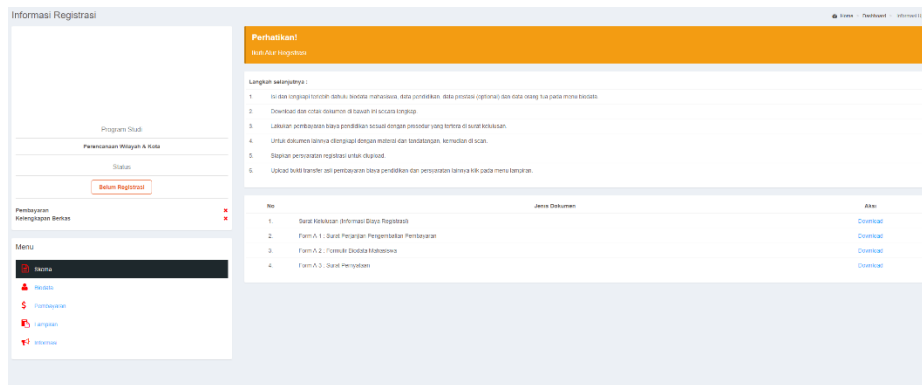 Informasi Registrasi
Home Dashboard
Program Studi
Perencanaan Wilayah & Kota
Status
Belum Registrasi
Pembayaran
Kelengkapan Berkas
Menu
Biodata
Pembayaran
Lampiran
Informasi
Perhatikan!
Ikuti Alur Registrasi
Langkah selanjutnya :
1. Isi dan lengkapi terlebih dahulu biodata mahasiswa, data pendidikan, data prestasi (optional) dan data orang tua pada menu biodata.
2. Download dan cetak dokumen di bawah ini secara lengkap.
3. Lakukan pembayaran biaya pendidikan sesuai dengan prosedur yang tertera di surat kelulusan.
4. Untuk dokumen lainnya dilengkapi dengan materai dan tandatangan, kemudian di scan.
5. Siapkan persyaratan registrasi untuk diupload.
6. Upload bukti transfer asli pembayaran biaya pendidikan dan persyaratan lainnya klik pada menu lampiran.
No Jenis Dokumen Aksi
1. Surat Kelulusan (Informasi Biaya Registrasi) Download
2. Form A 1 : Surat Perjanjian Pengembalian Pembayaran Download
3. Form A 2 : Formulir Biodata Mahasiswa Download
4. Form A 3 : Surat Pernyataan Download